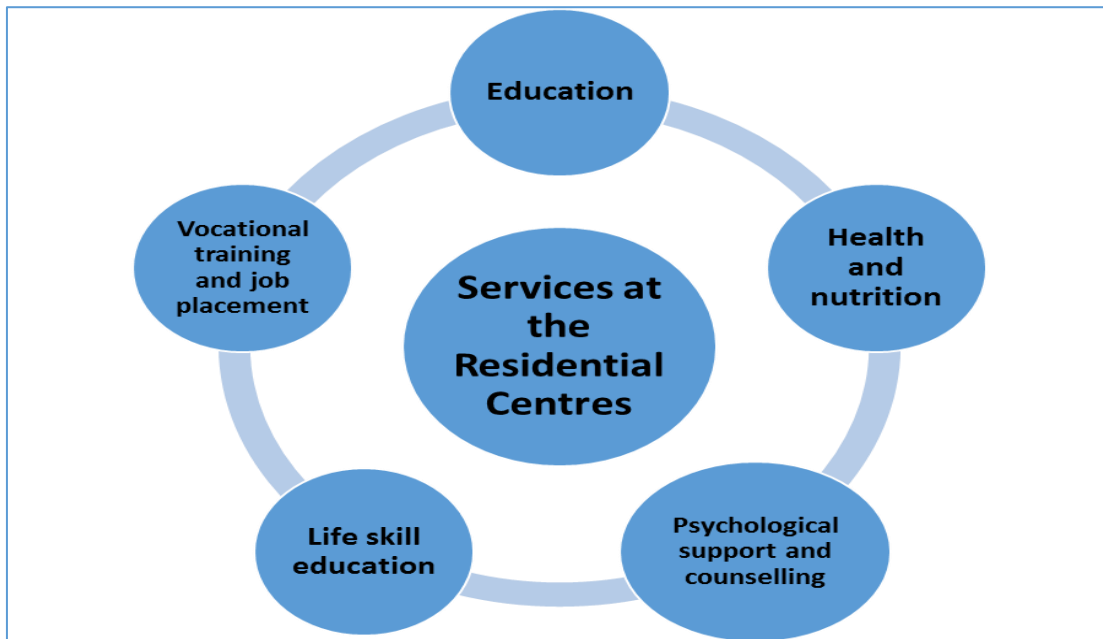 Education
Health
and
nutrition
Psychological
support and
counselling
Life skill
education
Vocational
training
and job
placement
Services at
the
Residential
Centres